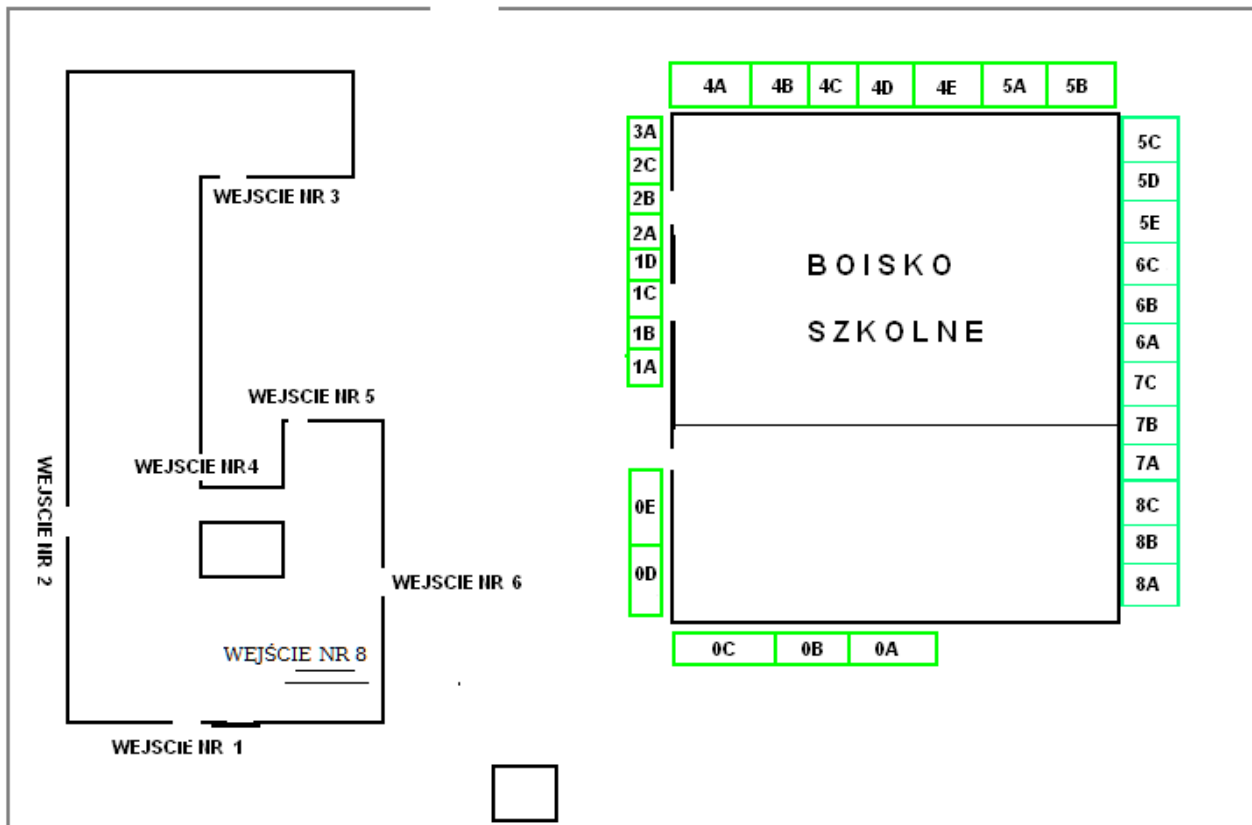 4A 4B 4C 4D 4E 5A 5B
3A
2C
2B
2A
1D
1C
1B
1A
0E
0D
0C 0B 0A
5C
5D
5E
6C
6B
6A
7C
7B
7A
8C
8B
8A
BOISKO
SZKOLNE
WEJSCIE NR 3
WEJSCIE NR 5
WEJSCIE NR4
WEJSCIE NR 2
WEJSCIE NR 6
WEJŚCIE NR 8
WEJSCIE NR 1